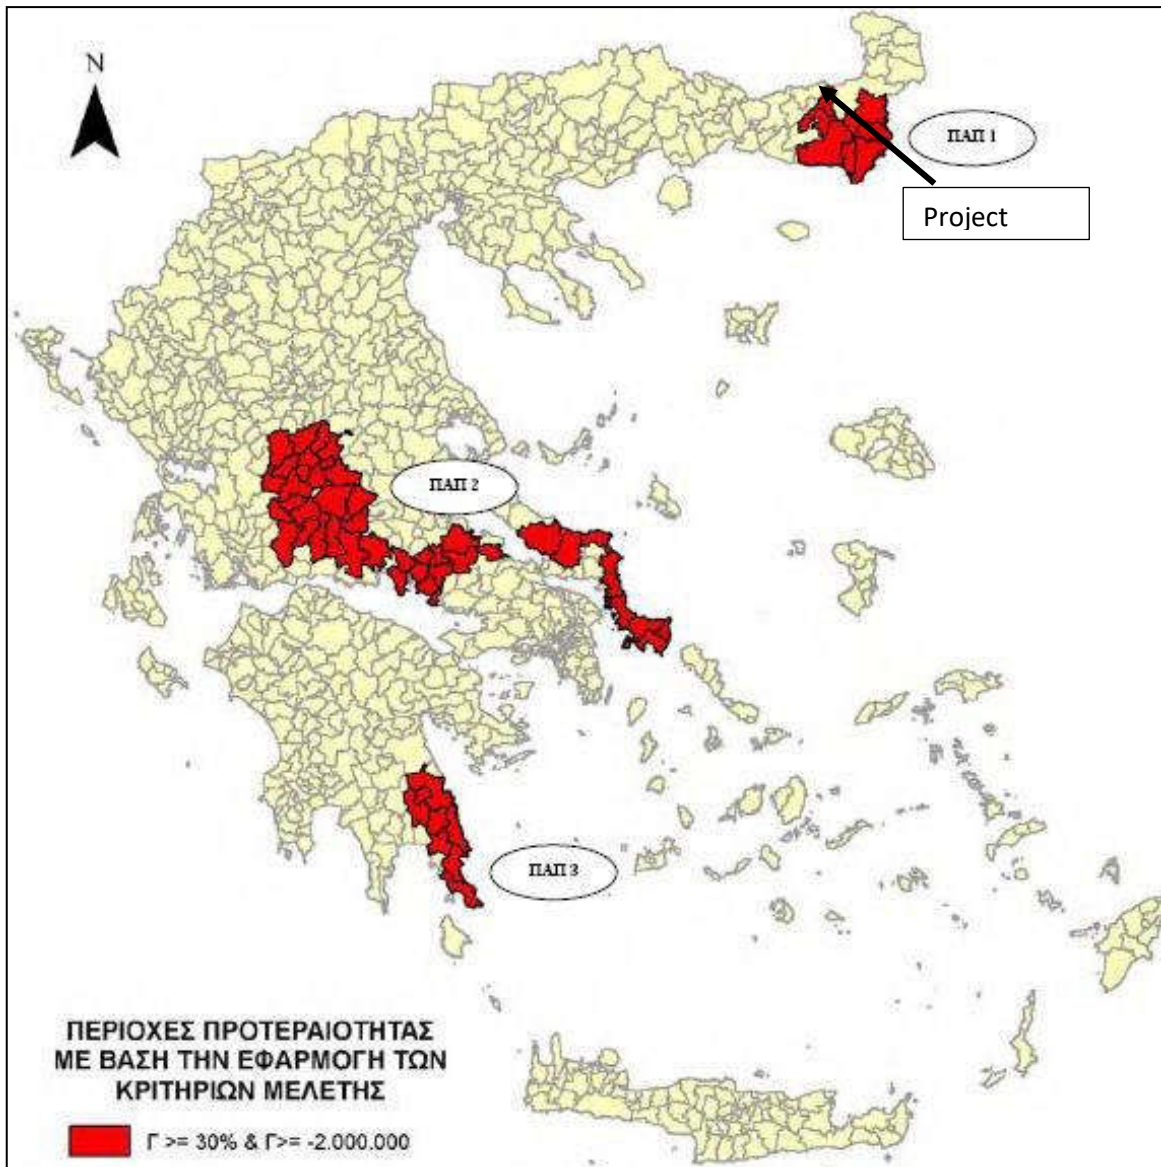 N
ΠΑΠ 1
Project
ΠΑΠ 2
ΠΑΠ 3
ΠΕΡΙΟΧΕΣ ΠΡΟΤΕΡΑΙΟΤΗΤΑΣ
ΜΕ ΒΑΣΗ ΤΗΝ ΕΦΑΡΜΟΓΗ ΤΩΝ
ΚΡΙΤΗΡΙΩΝ ΜΕΛΕΤΗΣ
Γ >= 30% & Γ>= -2.000.000